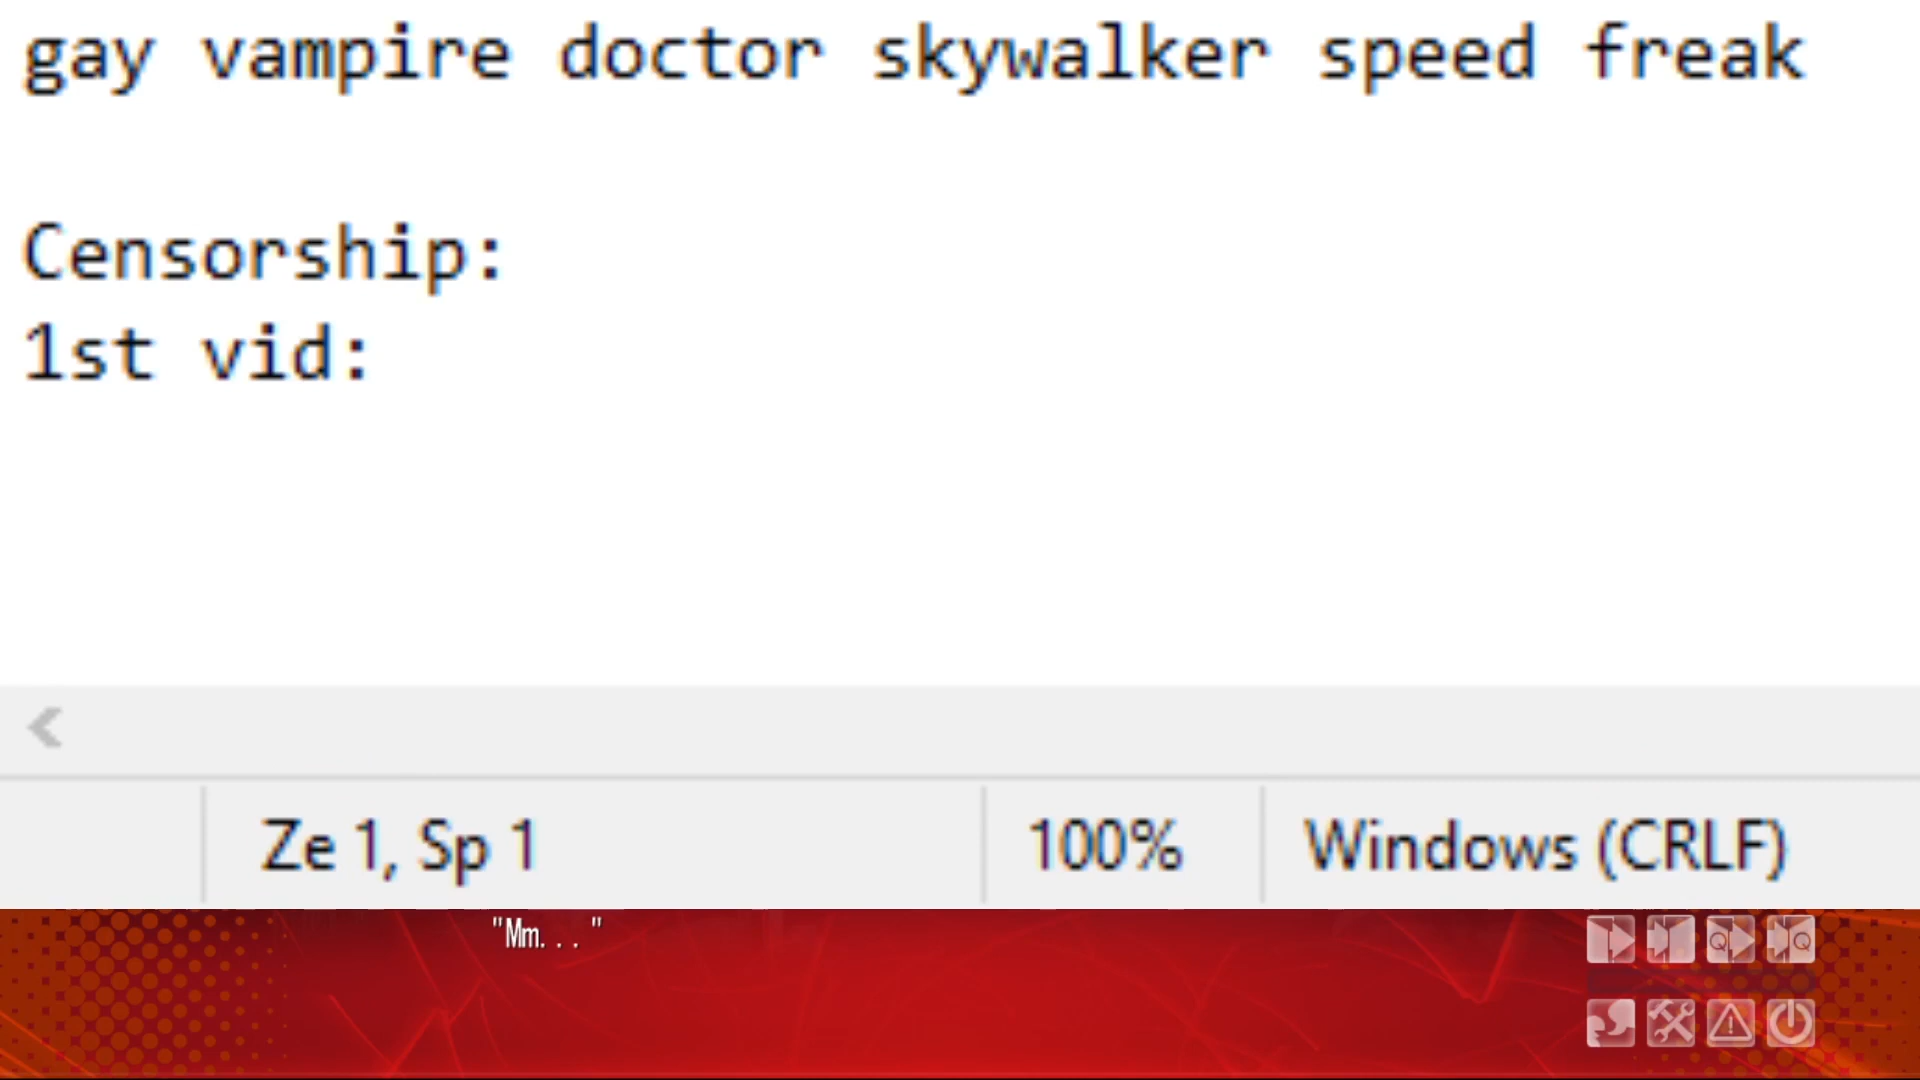 gay vampire doctor skywalker speed freak
Censorship:
1st vid:
Ze 1, Sp 1
100%
Windows (CRLF)
"Mm..."
Q
Q